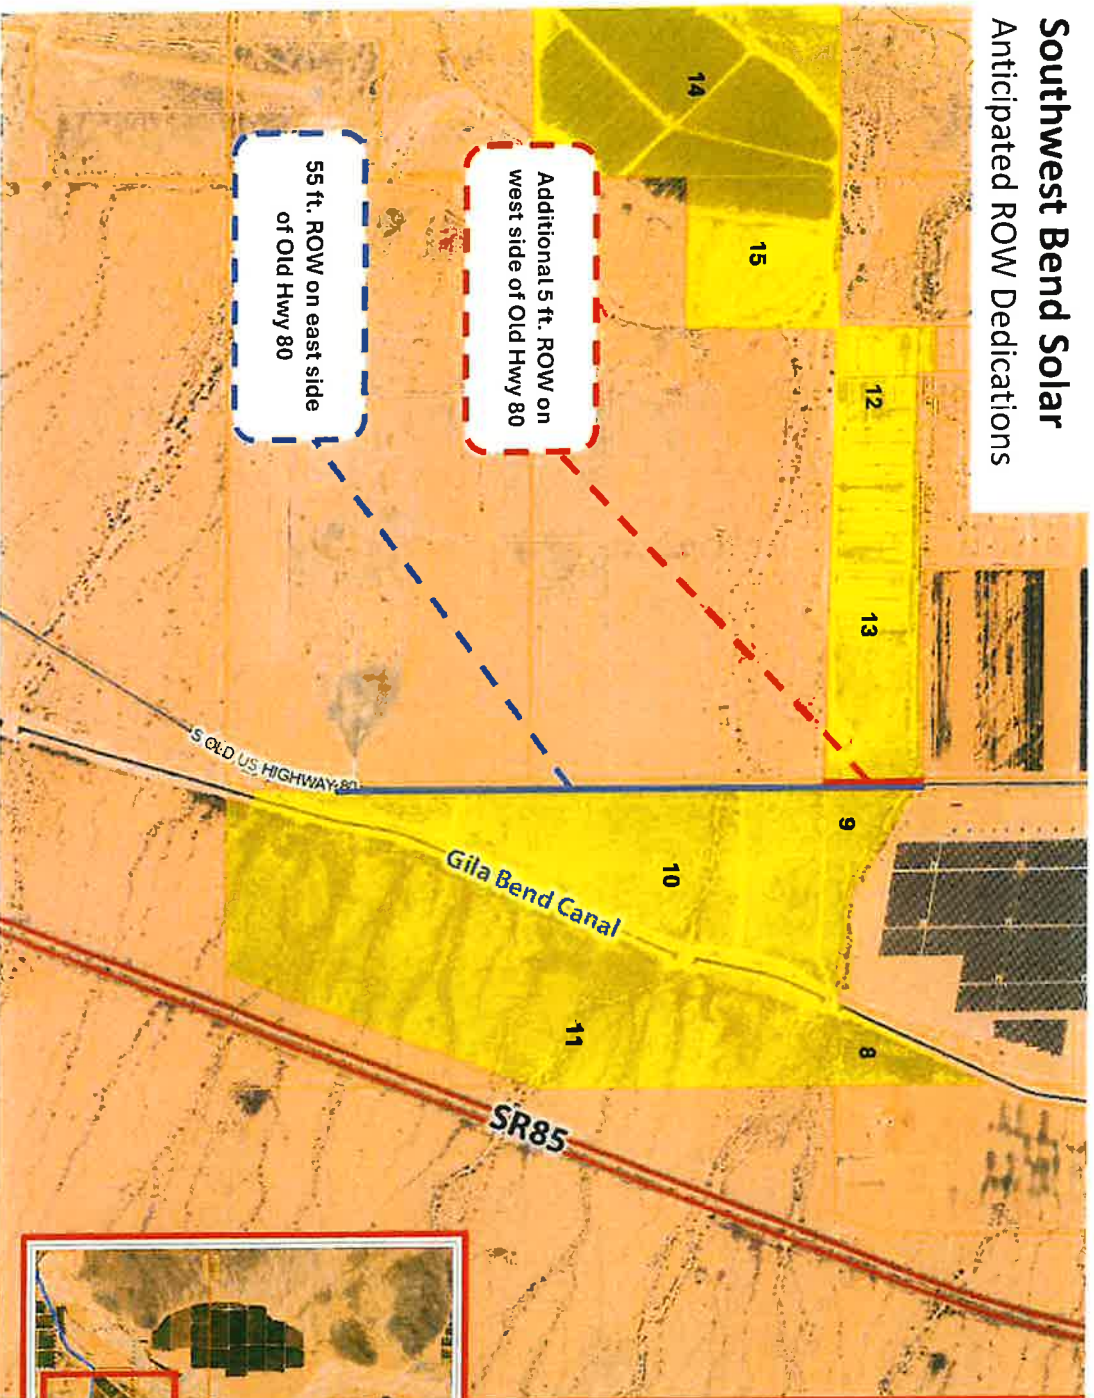 Southwest Bend Solar
Anticipated ROW Dedications
14
15
12
13
Additional 5 ft. ROW on
west side of Old Hwy 80
55 ft. ROW on east side
of Old Hwy 80
S OLD US HIGHWAY 80
9
10
Gila Bend Canal
8
11
SR85